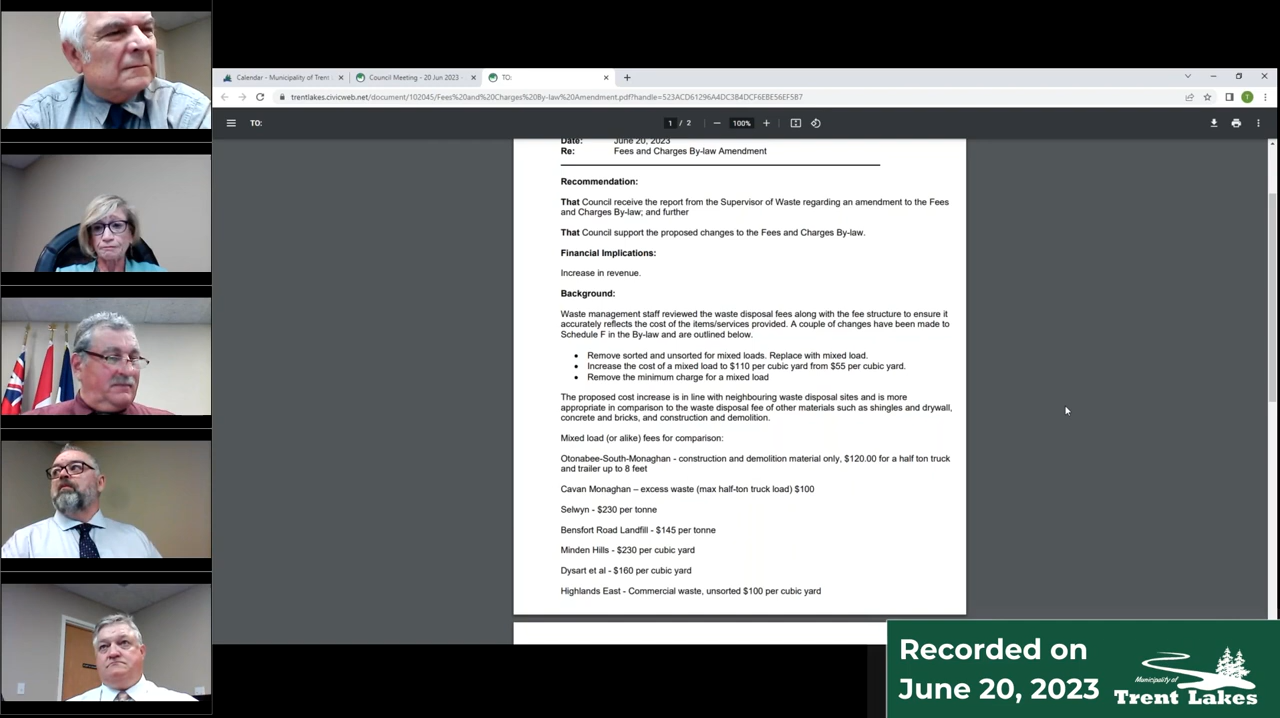 Calendar - Municipality of Trent
Council Meeting - 20 Jun 2023
TO:
trentlakes.civicweb.net/document/102045/Fees%20and%20Charges%20By-law%20Amendment.pdf?handle=523ACD61296A4DC3B4DCF6EBE56EF5B7
T
TO:
1 / 2
100%
Date: June 20, 2023
Re: Fees and Charges By-law Amendment
Recommendation:
That Council receive the report from the Supervisor of Waste regarding an amendment to the Fees
and Charges By-law; and further
That Council support the proposed changes to the Fees and Charges By-law.
Financial Implications:
Increase in revenue.
Background:
Waste management staff reviewed the waste disposal fees along with the fee structure to ensure it
accurately reflects the cost of the items/services provided. A couple of changes have been made to
Schedule F in the By-law and are outlined below.
• Remove sorted and unsorted for mixed loads. Replace with mixed load.
• Increase the cost of a mixed load to $110 per cubic yard from $55 per cubic yard.
• Remove the minimum charge for a mixed load
The proposed cost increase is in line with neighbouring waste disposal sites and is more
appropriate in comparison to the waste disposal fee of other materials such as shingles and drywall,
concrete and bricks, and construction and demolition.
Mixed load (or alike) fees for comparison:
Otonabee-South-Monaghan - construction and demolition material only, $120.00 for a half ton truck
and trailer up to 8 feet
Cavan Monaghan – excess waste (max half-ton truck load) $100
Selwyn - $230 per tonne
Bensfort Road Landfill - $145 per tonne
Minden Hills - $230 per cubic yard
Dysart et al - $160 per cubic yard
Highlands East - Commercial waste, unsorted $100 per cubic yard
Recorded on
June 20, 2023
Municipality of
Trent Lakes